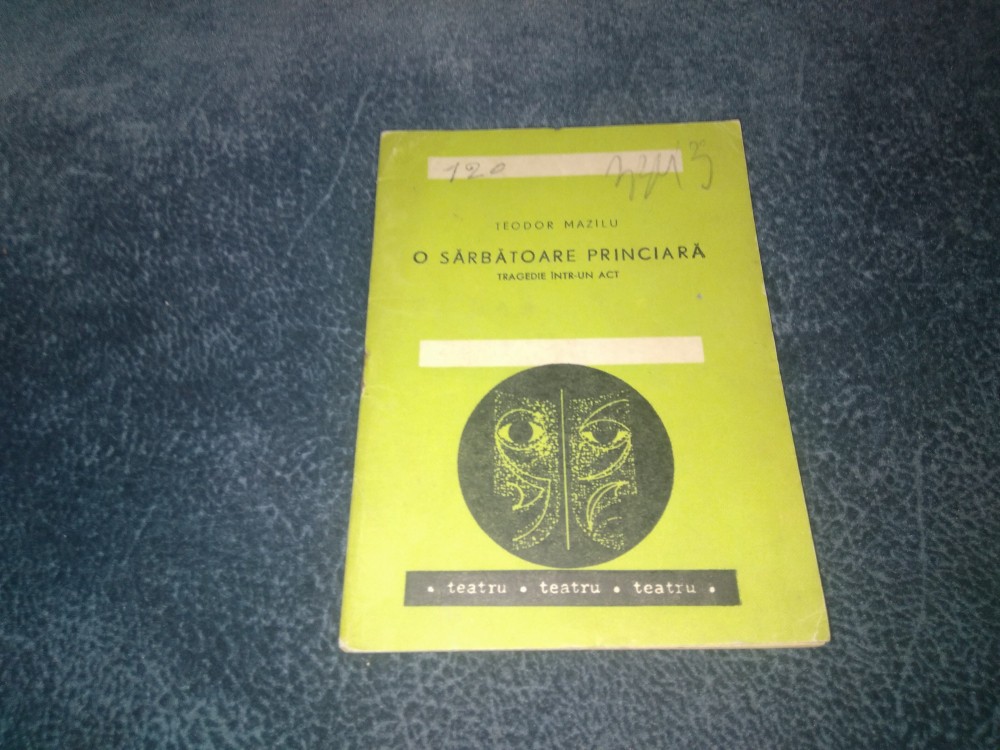 120
TEODOR MAZILU
O SĂRBĂTOARE PRINCIARĂ
TRAGEDIE ÎNTR-UN ACT
• teatru • teatru • teatru •